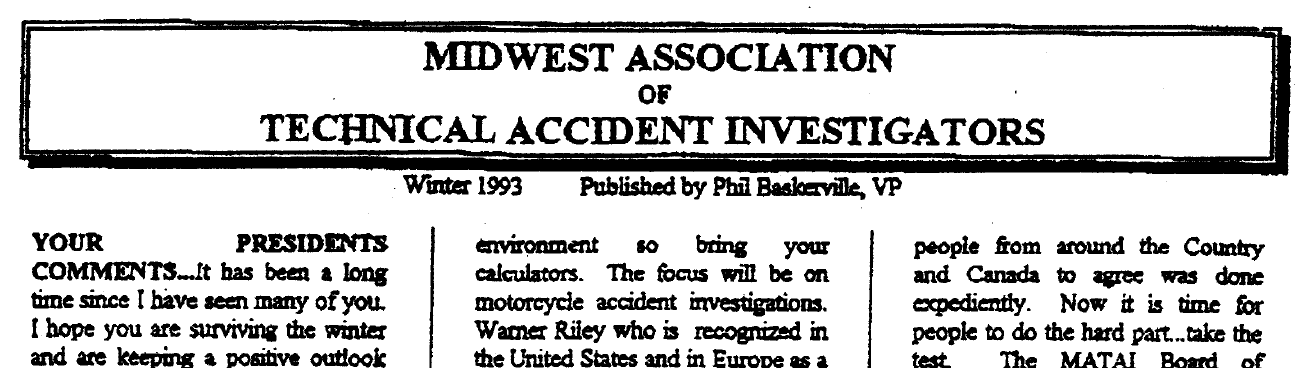 MIDWEST ASSOCIATION
OF
TECHNICAL ACCIDENT INVESTIGATORS
Winter 1993 Published by Phil Baskerville, VP
YOUR PRESIDENTS
COMMENTS...It has been a long
time since I have seen many of you.
I hope you are surviving the winter
and are keeping a positive outlook
environment so bring your
calculators. The focus will be on
motorcycle accident investigations.
Warner Riley who is recognized in
the United States and in Europe as a
people from around the Country
and Canada to agree was done
expediently. Now it is time for
people to do the hard part...take the
test. The MATAI Board of